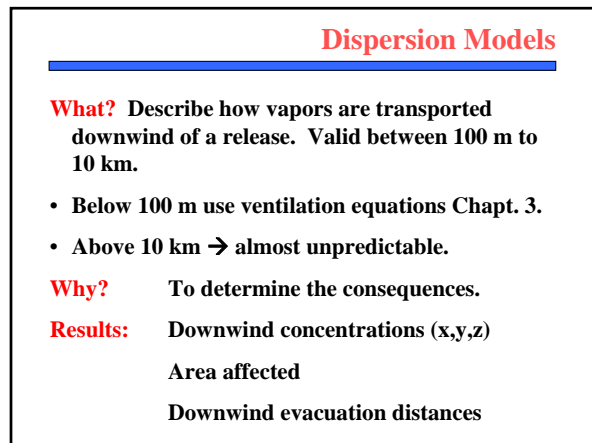 Dispersion Models
What? Describe how vapors are transported
downwind of a release. Valid between 100 m to
10 km.
• Below 100 m use ventilation equations Chapt. 3.
• Above 10 km → almost unpredictable.
Why? To determine the consequences.
Results: Downwind concentrations (x,y,z)
Area affected
Downwind evacuation distances